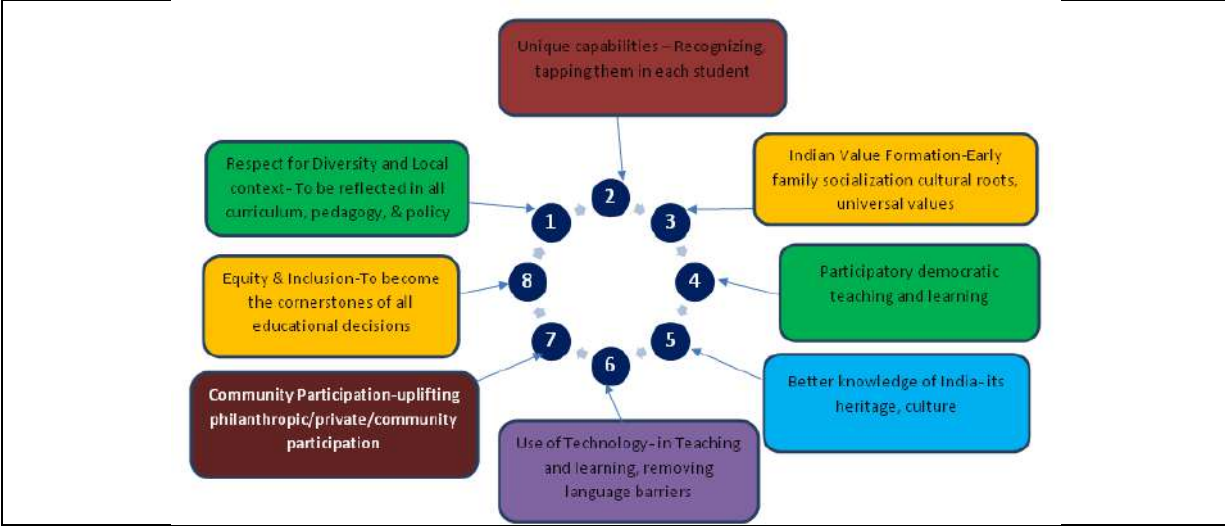 Unique capabilities – Recognizing,
tapping them in each student
Respect for Diversity and Local
context- To be reflected in all
curriculum, pedagogy, & policy
Indian Value Formation-Early
family socialization cultural roots,
universal values
2
1
3
8
4
7
5
6
Equity & Inclusion-To become
the cornerstones of all
educational decisions
Participatory democratic
teaching and learning
Community Participation-uplifting
philanthropic/private/community
participation
Better knowledge of India- its
heritage, culture
Use of Technology- in Teaching
and learning, removing
language barriers